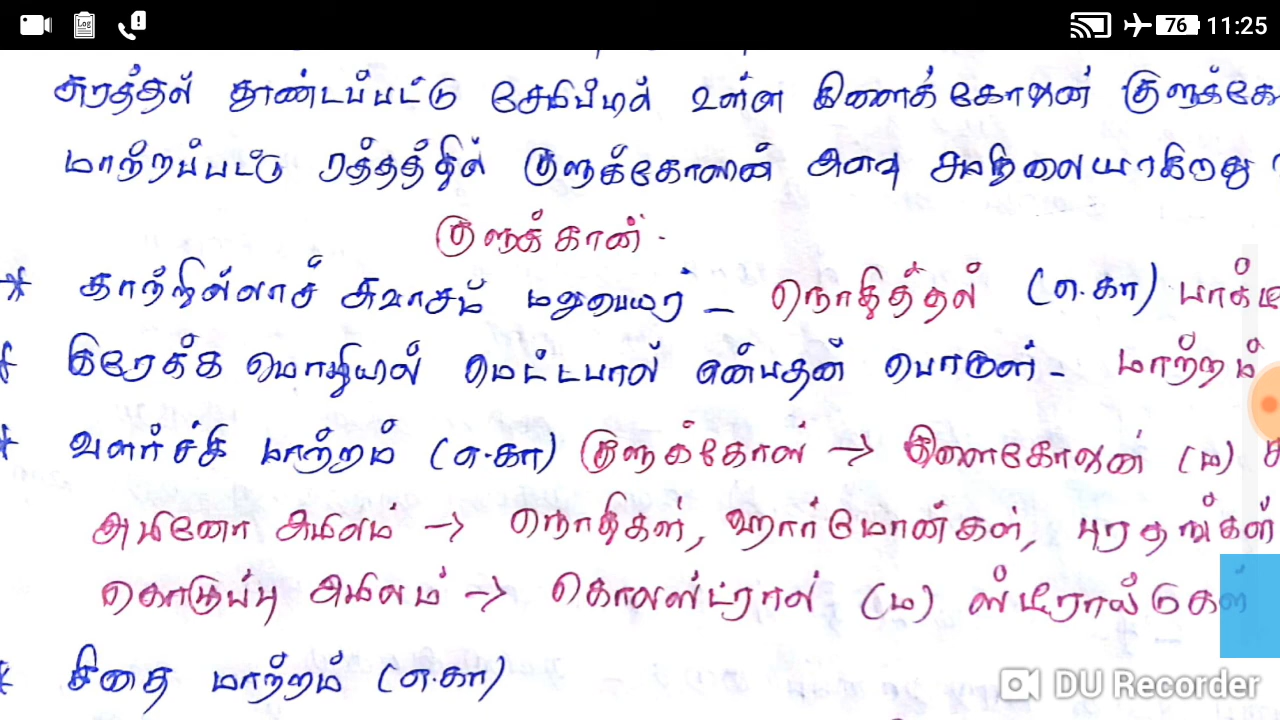 76 11:25
சுரத்தல் தூண்டப்பட்டு சேமிப்பில் உள்ள கிளைக்கோஜன் குளுக்கோ
மாற்றப்பட்டு ரத்தத்தில் குளுக்கோஸின் அளவு சமநிலையாகிறது
குளுக்கான்.
* காற்றில்லாச் சுவாசம் மறுபெயர் – நொதித்தல் (எ.கா) பாக்டீ
* கிரேக்க மொழியில் மெட்டபால் என்பதன் பொருள் – மாற்றம்
* வளர்ச்சி மாற்றம் (எ.கா) குளுக்கோஸ் → கிளைகோஜன் (ம)
அமினோ அமிலம் → நொதிகள், ஹார்மோன்கள், புரதங்கள்
கொழுப்பு அமிலம் → கொலஸ்ட்ரால் (ம) ஸ்டீராய்டுகள்
* சிதை மாற்றம் (எ.கா)
DU Recorder